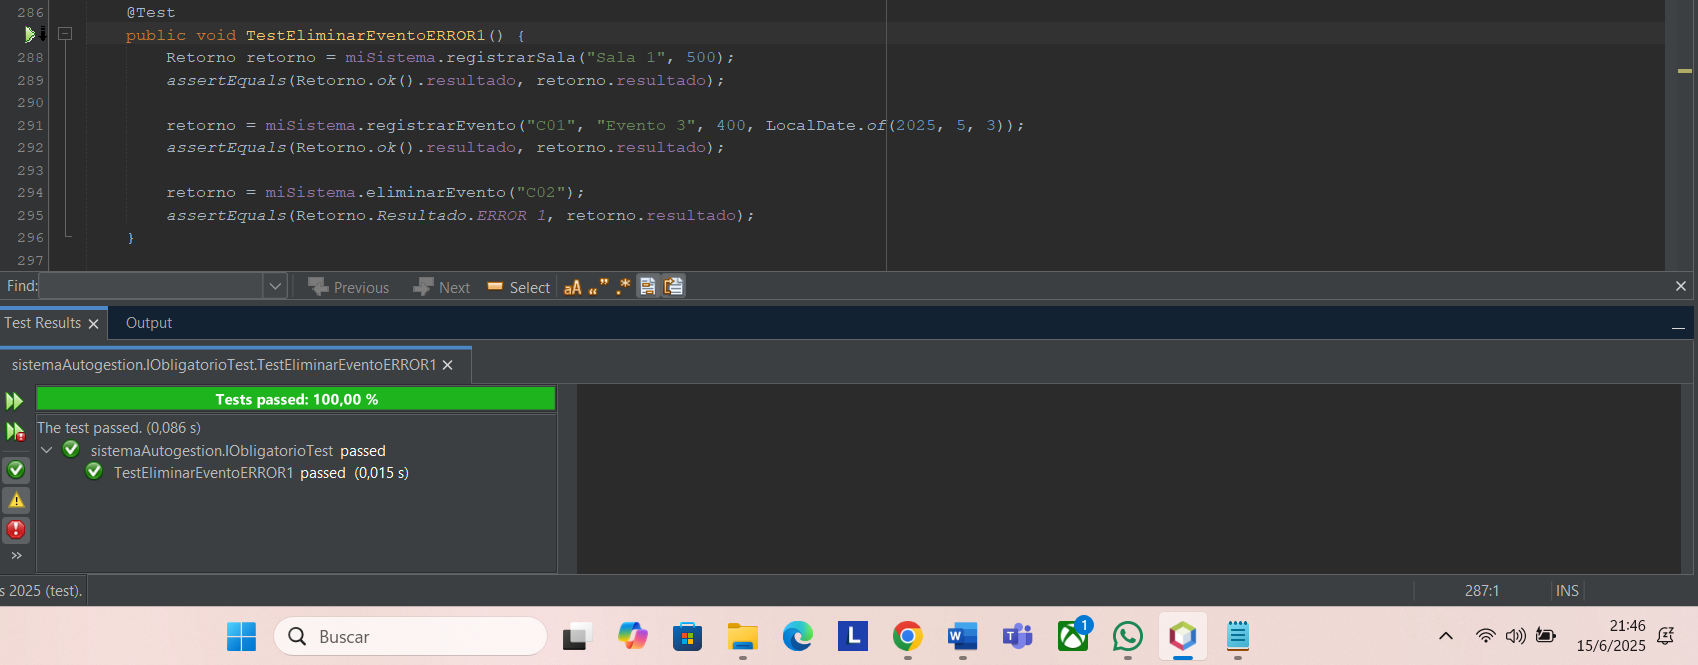 286 @Test
public void TestEliminarEventoERROR1() {
288 Retorno retorno = miSistema.registrarSala("Sala 1", 500);
289 assertEquals(Retorno.ok().resultado, retorno.resultado);
290
291 retorno = miSistema.registrarEvento("C01", "Evento 3", 400, LocalDate.of(2025, 5, 3));
292 assertEquals(Retorno.ok().resultado, retorno.resultado);
293
294 retorno = miSistema.eliminarEvento("C02");
295 assertEquals(Retorno.Resultado.ERROR_1, retorno.resultado);
296 }
297
Find: Previous Next Select aA “” .*
Test Results Output
sistemaAutogestion.IObligatorioTest.TestEliminarEventoERROR1
Tests passed: 100,00 %
The test passed. (0,086 s)
sistemaAutogestion.IObligatorioTest passed
TestEliminarEventoERROR1 passed (0,015 s)
s 2025 (test). 287:1 INS
Buscar L W T 1 21:46
15/6/2025